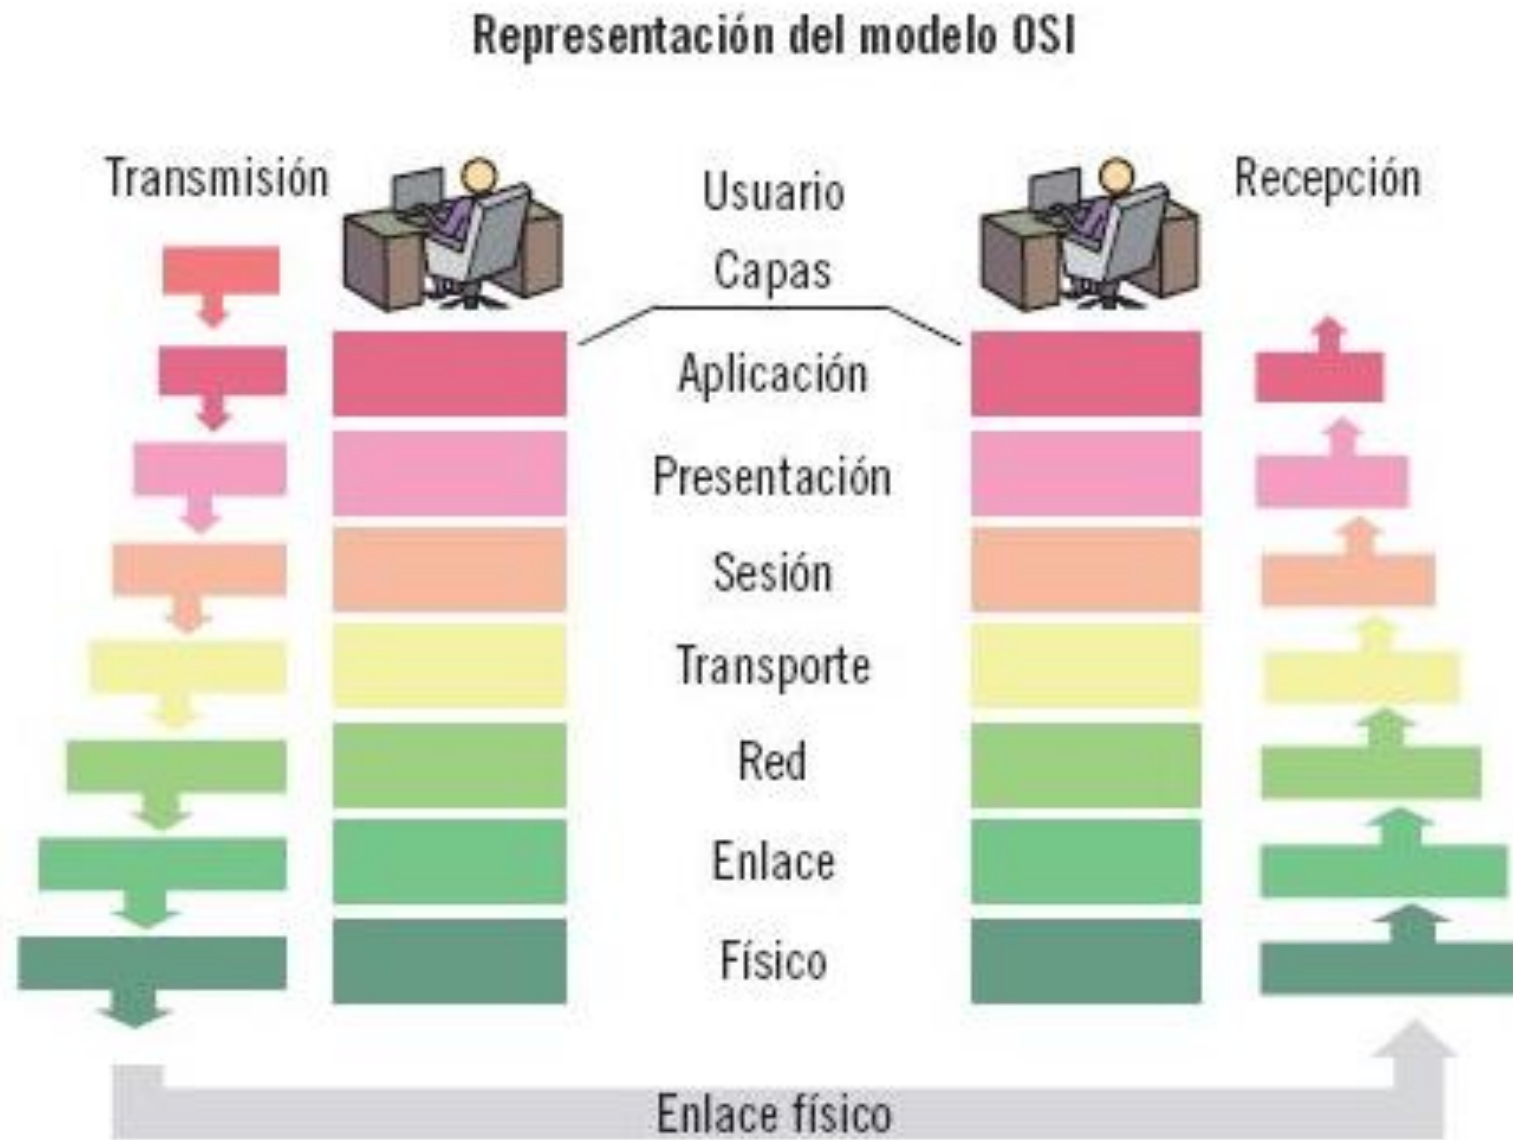 Representación del modelo OSI
Transmisión
Usuario
Recepción
Capas
Aplicación
Presentación
Sesión
Transporte
Red
Enlace
Físico
Enlace físico